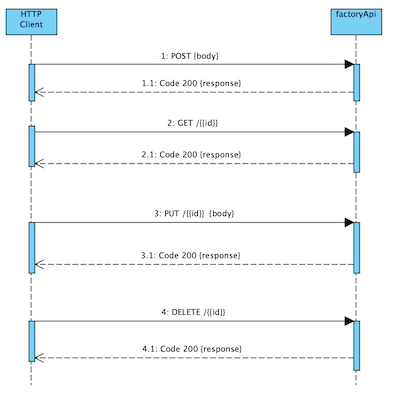 HTTP
Client
factoryApi
1: POST {body}
1.1: Code 200 {response}
2: GET /{{id}}
2.1: Code 200 {response}
3: PUT /{{id}} {body}
3.1: Code 200 {response}
4: DELETE /{{id}}
4.1: Code 200 {response}